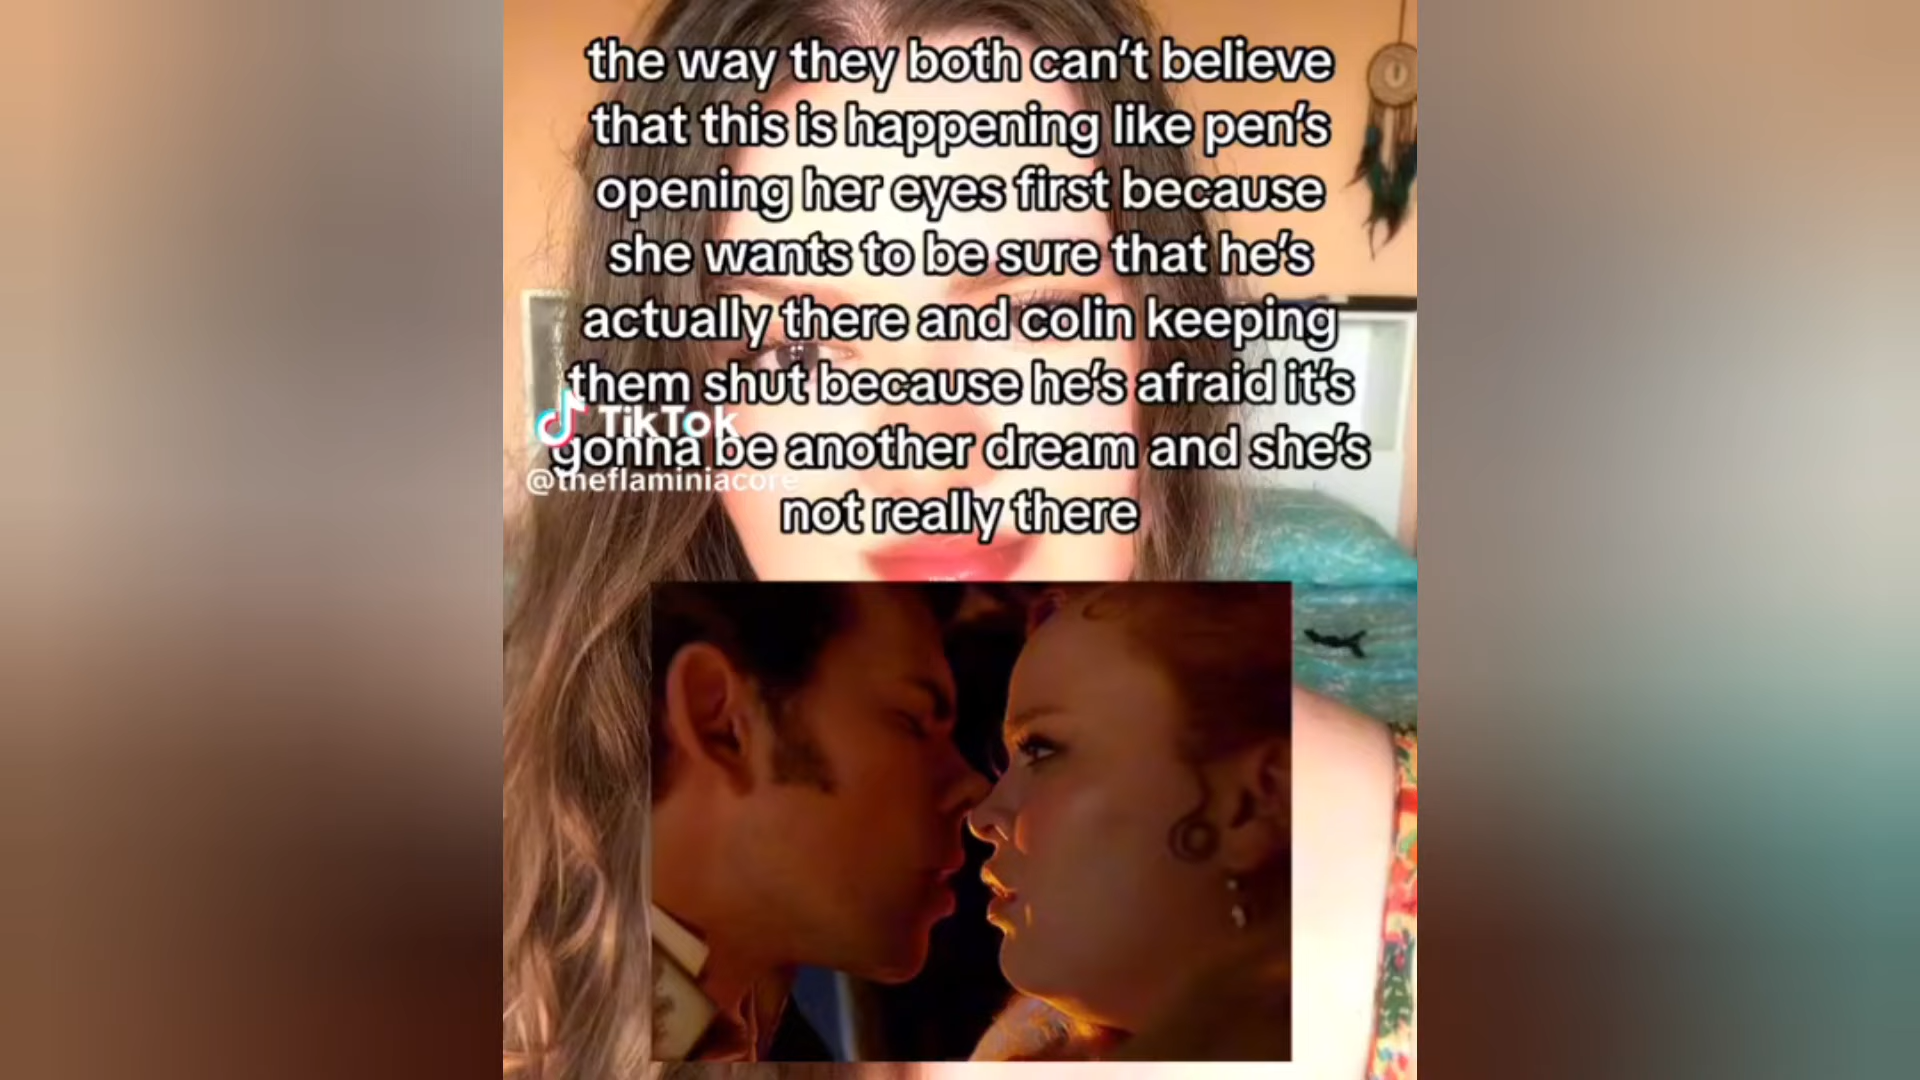 the way they both can't believe
that this is happening like pen's
opening her eyes first because
she wants to be sure that he's
actually there and colin keeping
them shut because he's afraid it's
TikTok
gonna be another dream and she's
@theflaminiacore
not really there